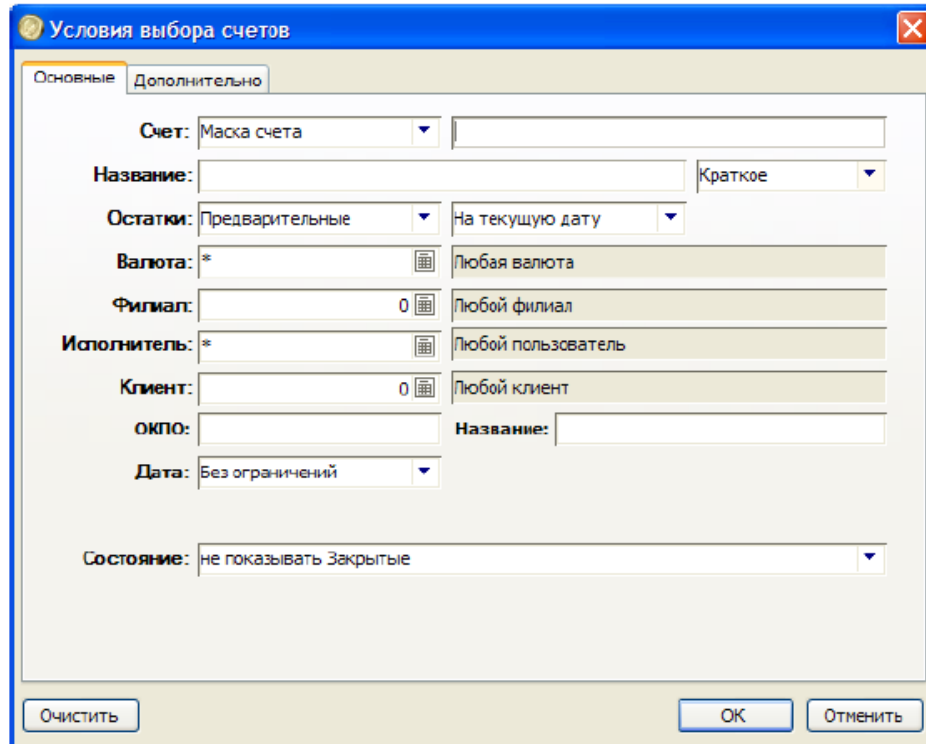 Условия выбора счетов
Основные Дополнительно
Счет: Маска счета
Название: Краткое
Остатки: Предварительные На текущую дату
Валюта: * Любая валюта
Филиал: 0 Любой филиал
Исполнитель: * Любой пользователь
Клиент: 0 Любой клиент
ОКПО: Название:
Дата: Без ограничений
Состояние: не показывать Закрытые
Очистить ОК Отменить